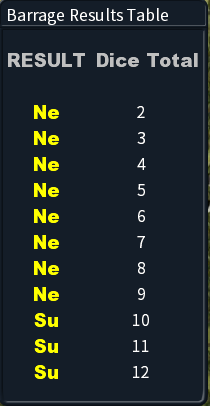 Barrage Results Table
RESULT Dice Total
Ne 2
Ne 3
Ne 4
Ne 5
Ne 6
Ne 7
Ne 8
Ne 9
Su 10
Su 11
Su 12